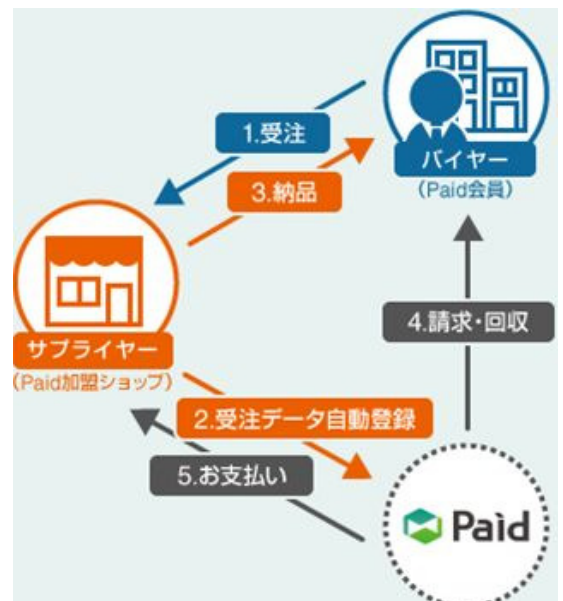 1.受注
バイヤー
(Paid会員)
3.納品
4.請求・回収
サプライヤー
(Paid加盟ショップ)
2.受注データ自動登録
5.お支払い
Paid